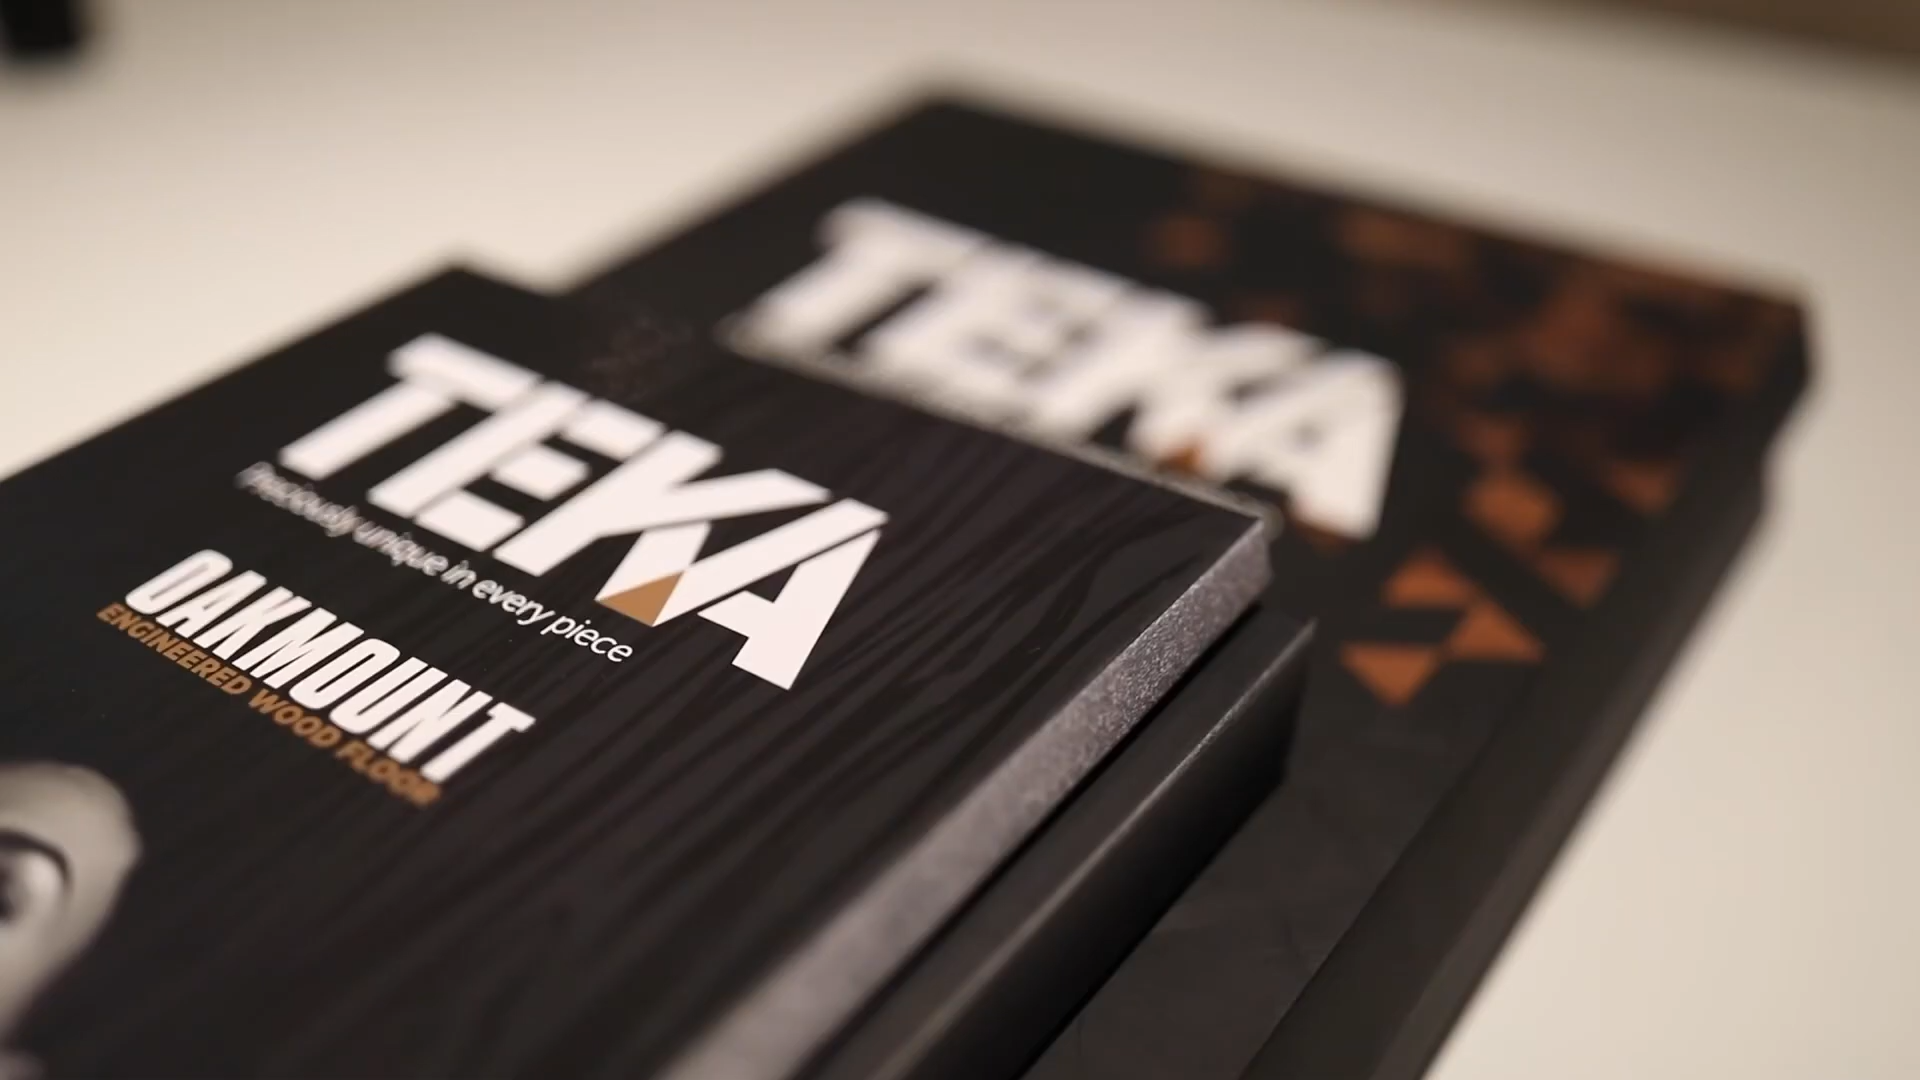 TEKA
TEKA
Preciously unique in every piece
OAKMOUNT
ENGINEERED WOOD FLOOR